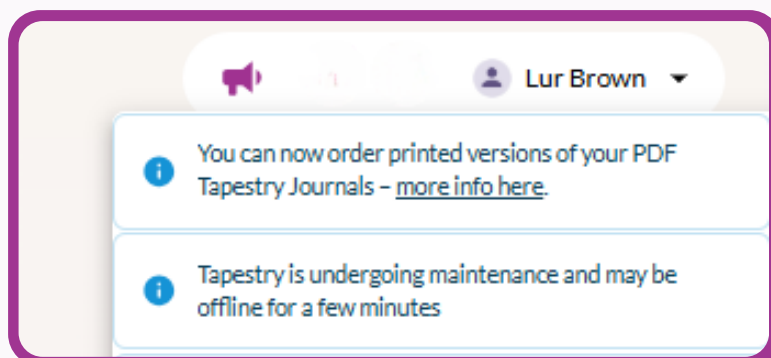 Lur Brown
You can now order printed versions of your PDF
Tapestry Journals – more info here.
Tapestry is undergoing maintenance and may be
offline for a few minutes